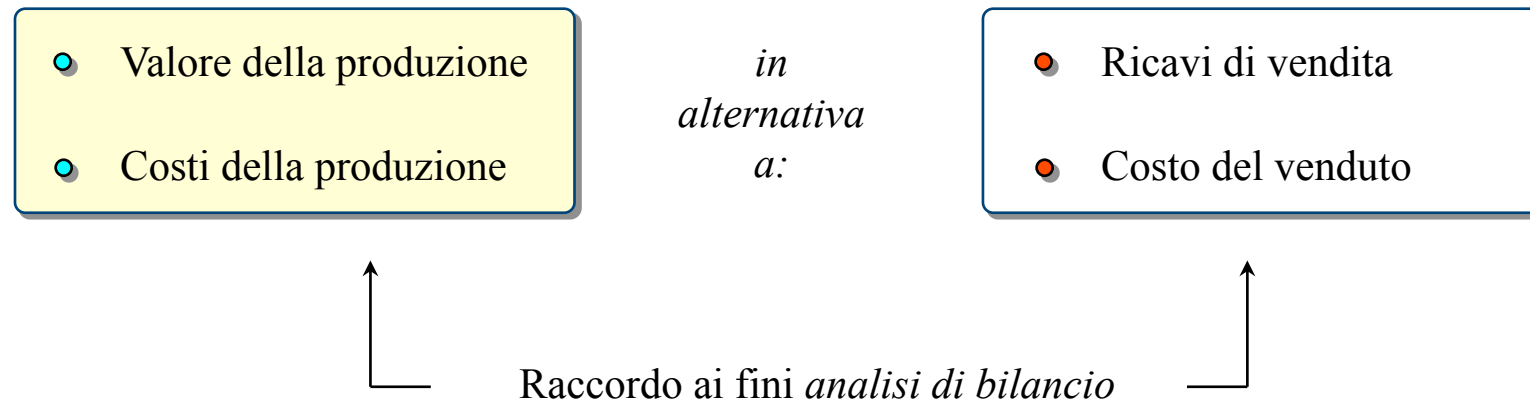 Valore della produzione
Costi della produzione
in
alternativa
a:
Ricavi di vendita
Costo del venduto
Raccordo ai fini analisi di bilancio